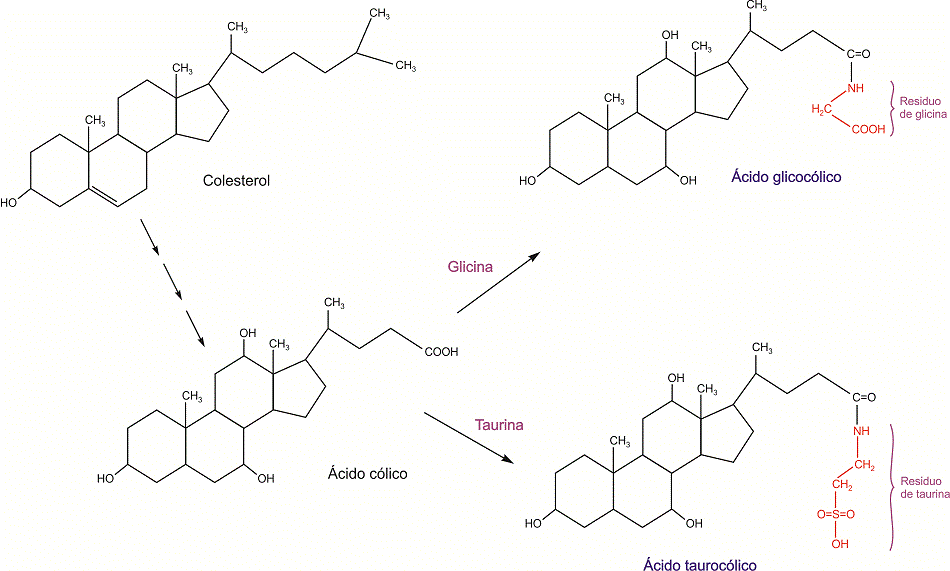 CH₃
CH₃
CH₃
CH₃
CH₃
HO
Colesterol
CH₃
OH
CH₃
CH₃
C=O
NH
H₂C
COOH
HO
OH
Residuo
de glicina
Ácido glicocólico
Glicina
CH₃
OH
CH₃
COOH
CH₃
HO
OH
Ácido cólico
Taurina
CH₃
OH
CH₃
CH₃
C=O
NH
CH₂
CH₂
O=S=O
OH
HO
OH
Residuo
de taurina
Ácido taurocólico